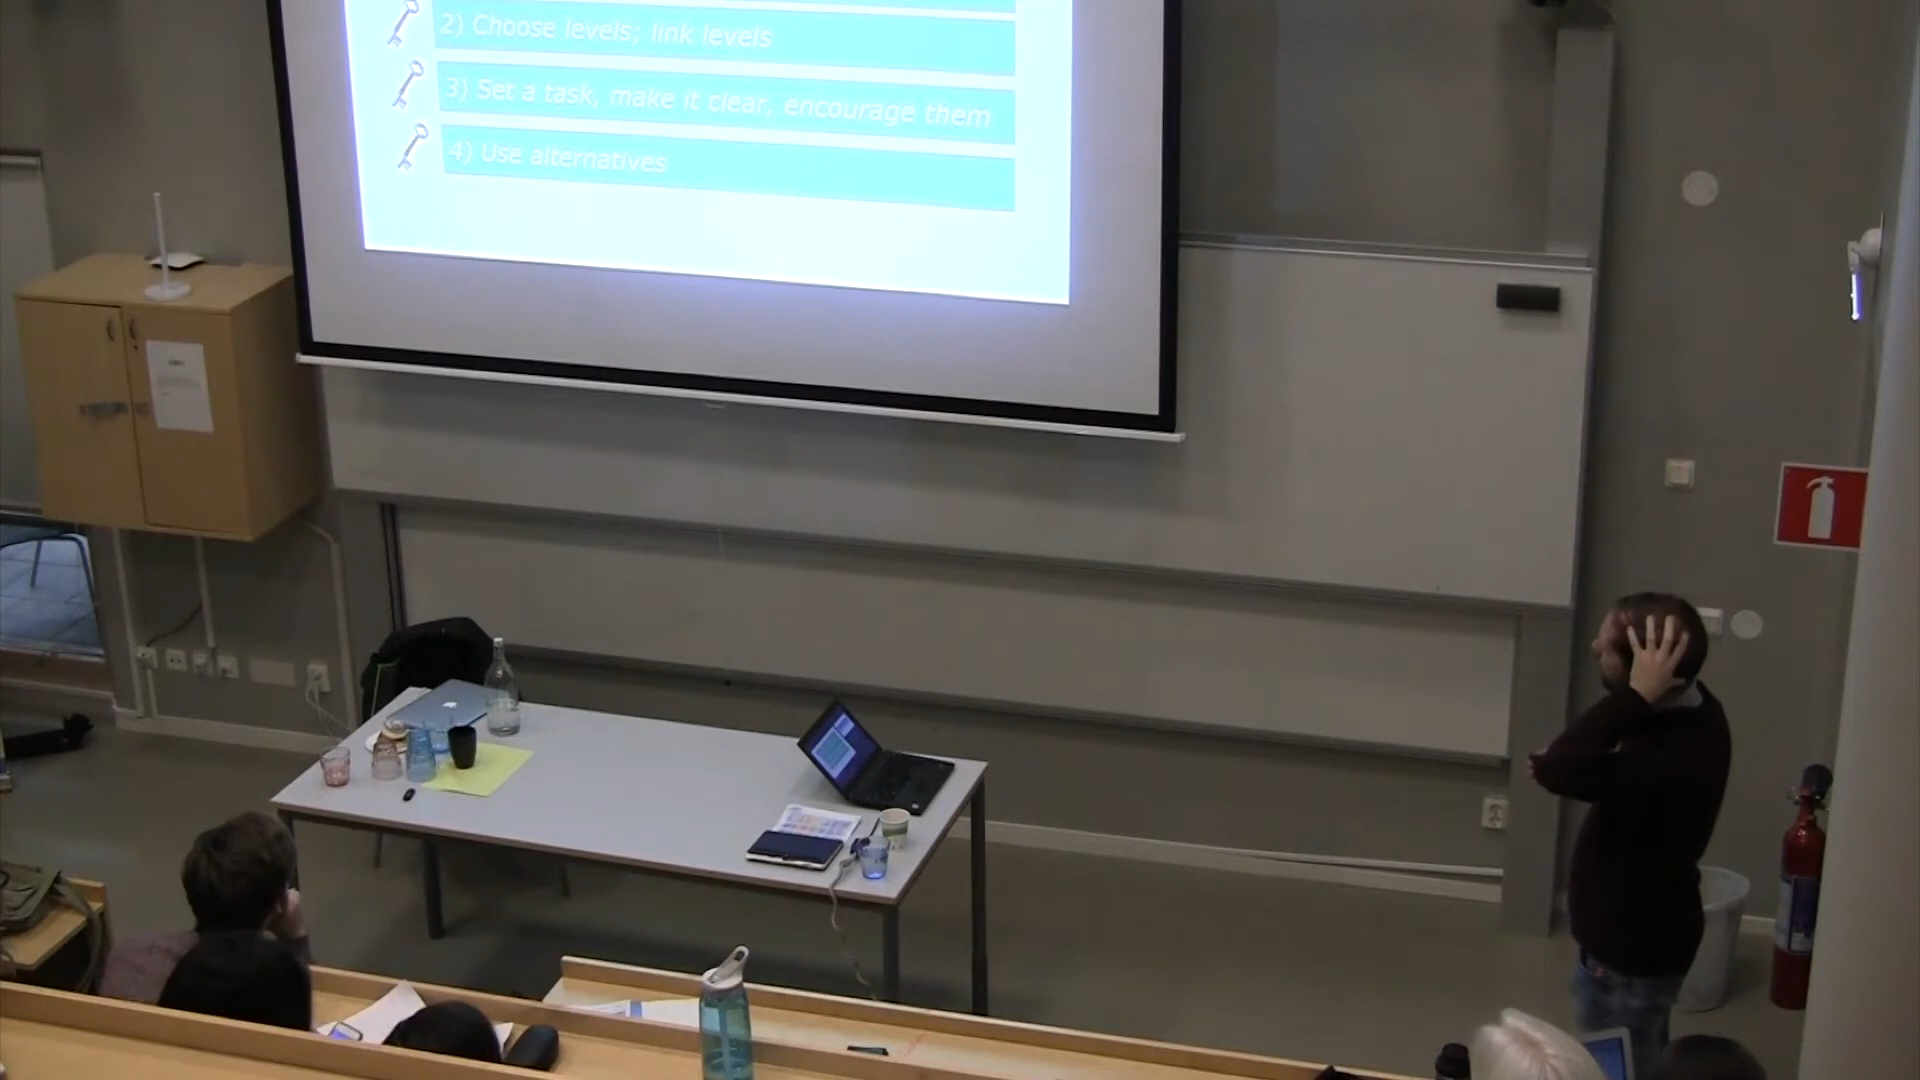 2) Choose levels; link levels
3) Set a task, make it clear, encourage them
4) Use alternatives